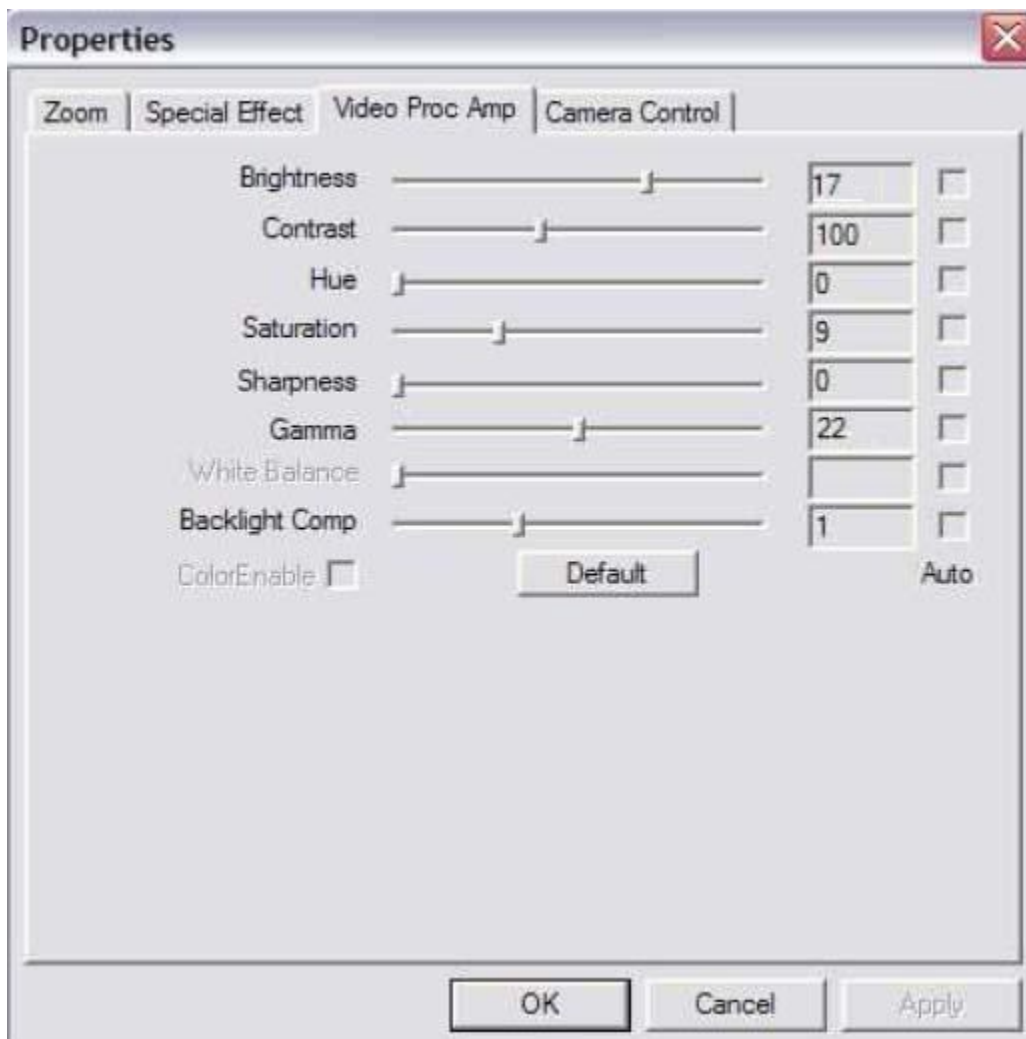 Properties
Zoom Special Effect Video Proc Amp Camera Control
Brightness 17
Contrast 100
Hue 0
Saturation 9
Sharpness 0
Gamma 22
White Balance
Backlight Comp 1
ColorEnable Default Auto
OK Cancel Apply